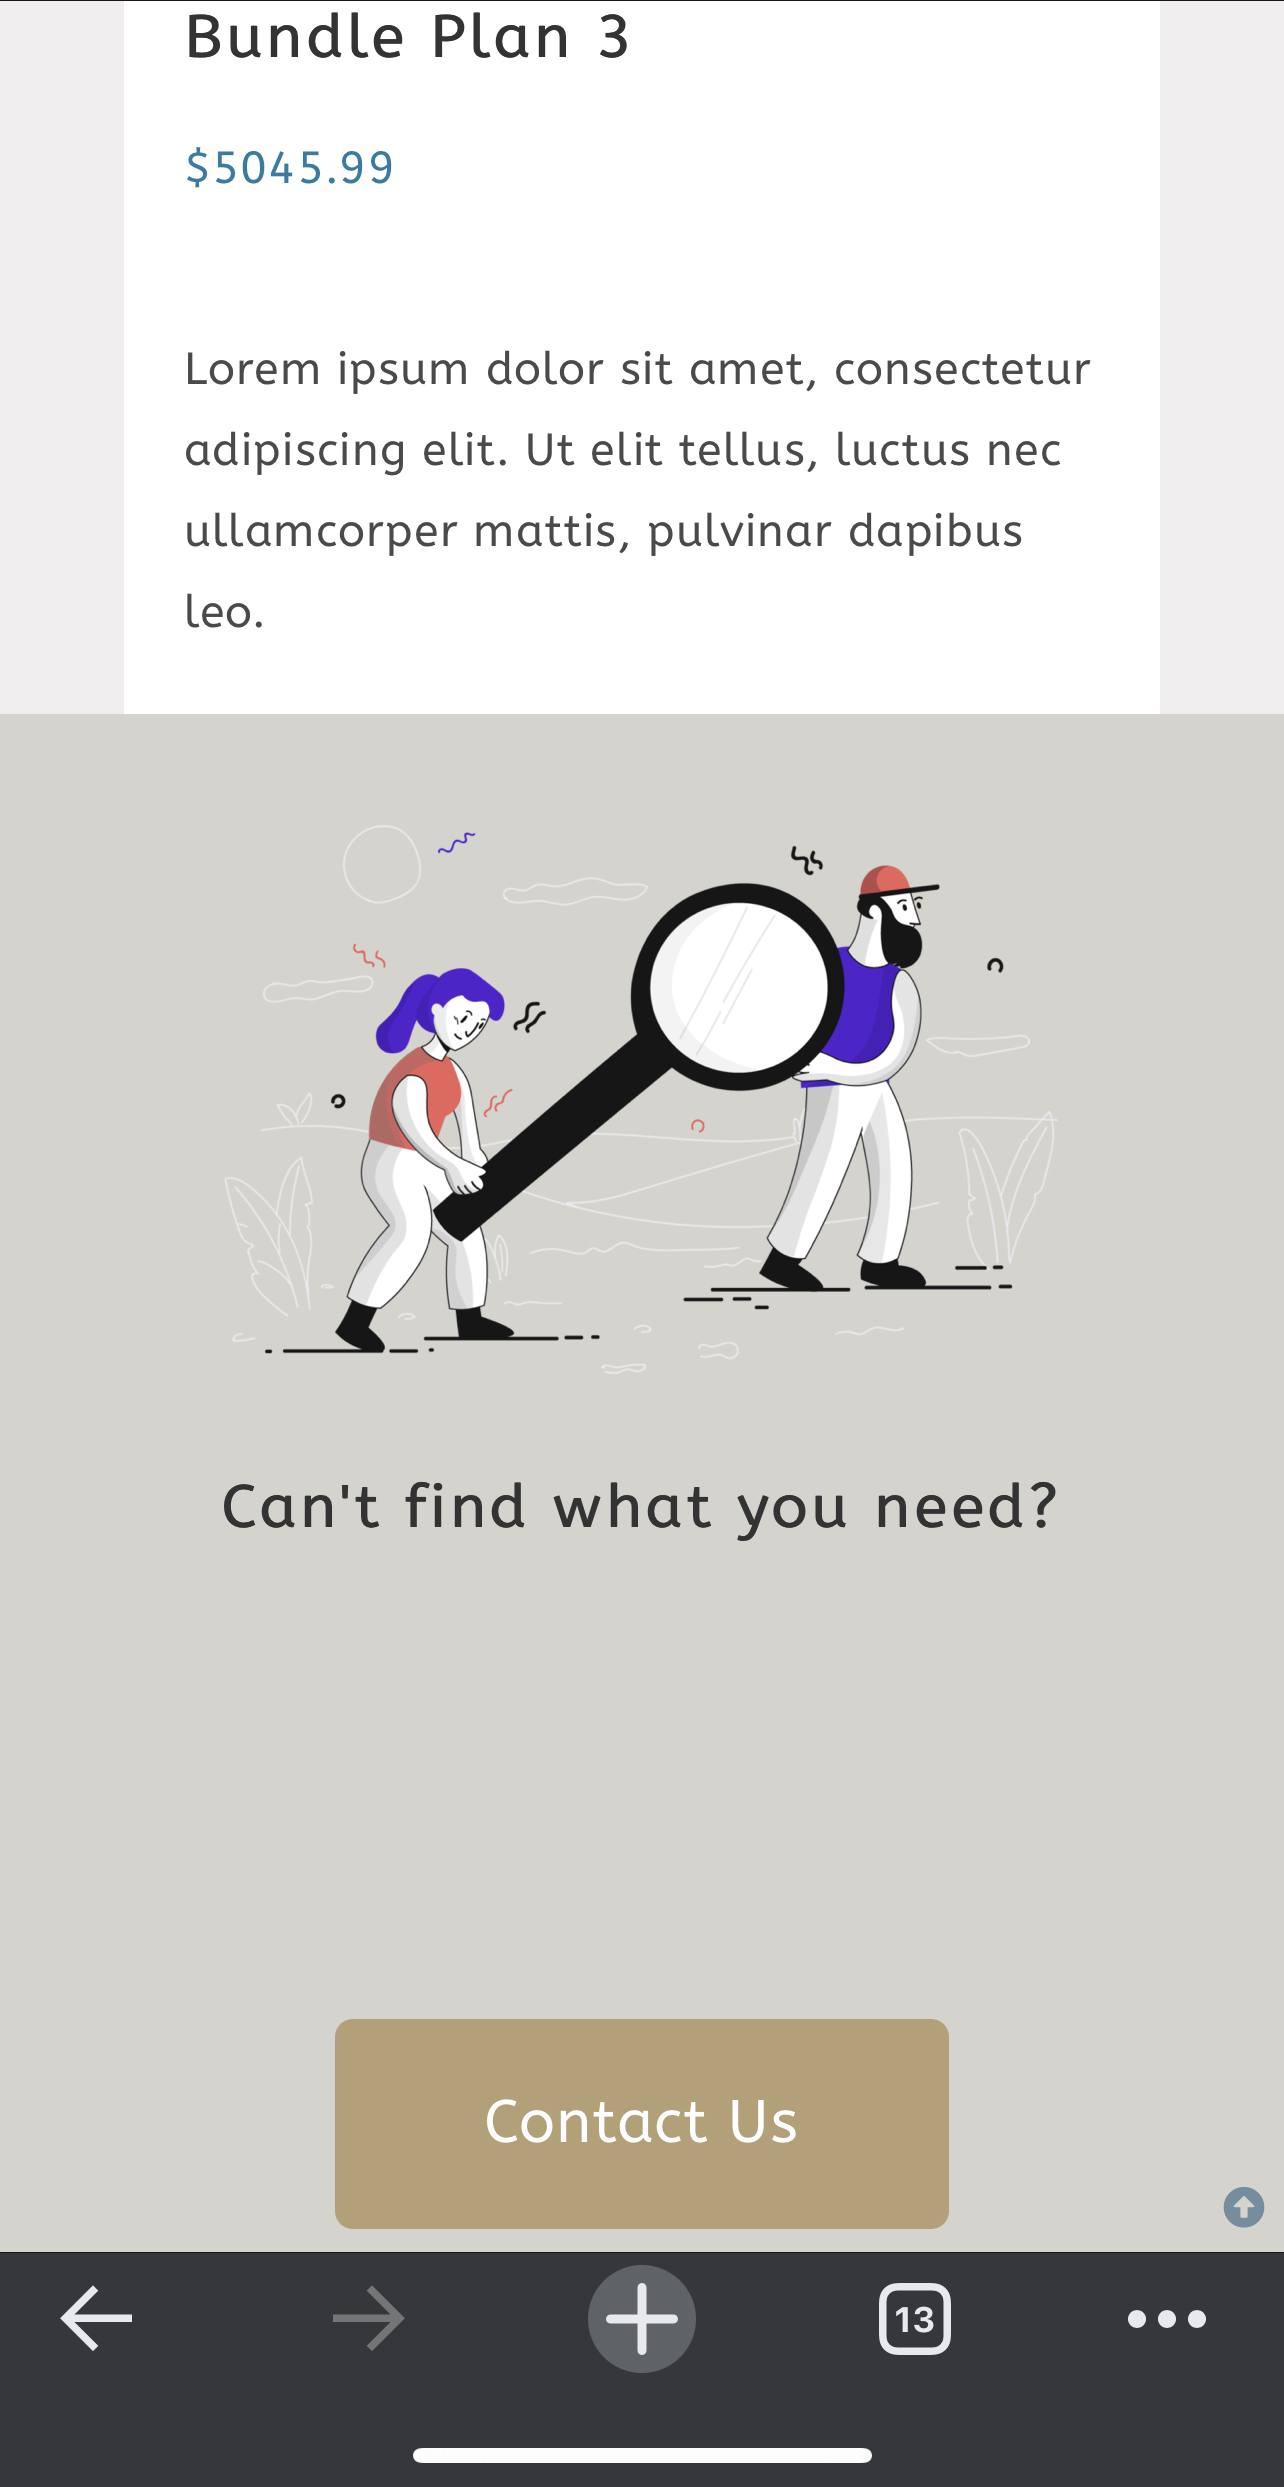 Bundle Plan 3
$5045.99
Lorem ipsum dolor sit amet, consectetur
adipiscing elit. Ut elit tellus, luctus nec
ullamcorper mattis, pulvinar dapibus
leo.
Can't find what you need?
Contact Us
13